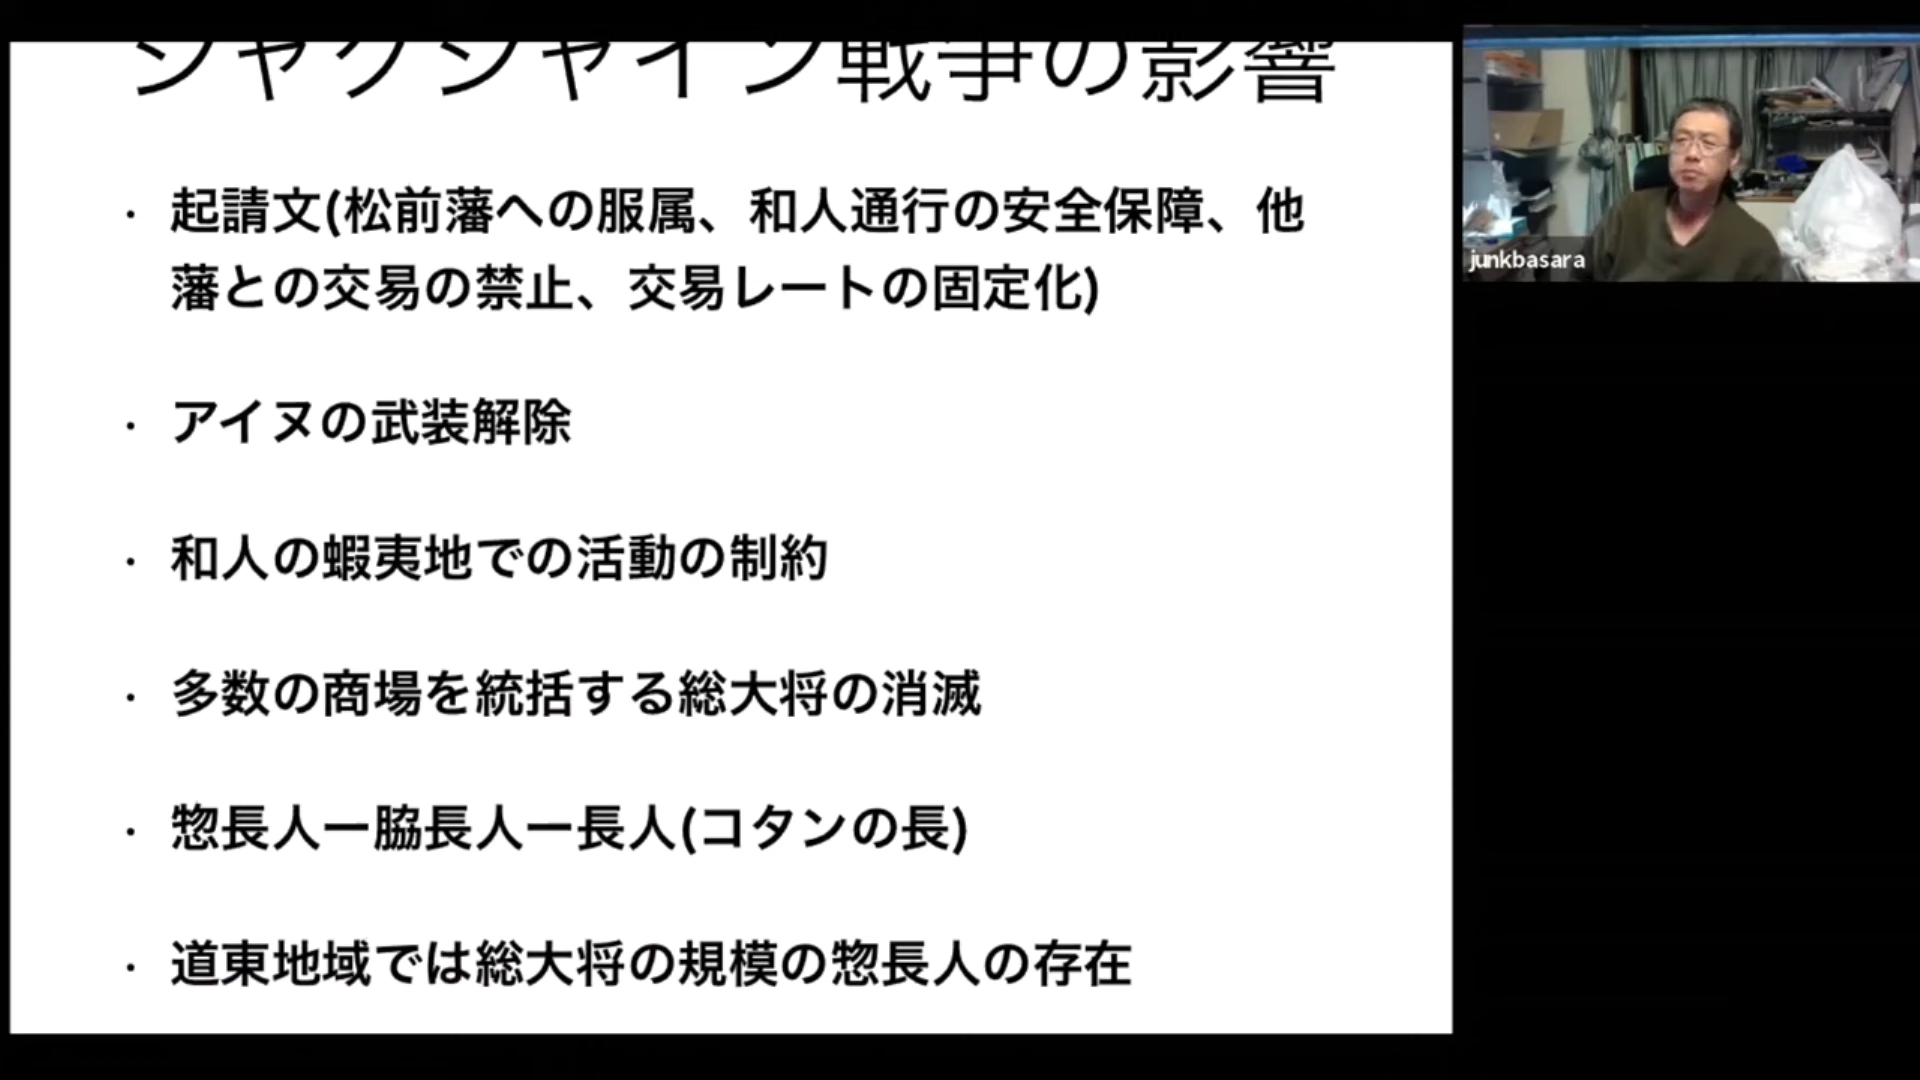 シャクシャイン戦争の影響
・起請文(松前藩への服属、和人通行の安全保障、他
藩との交易の禁止、交易レートの固定化)
・アイヌの武装解除
・和人の蝦夷地での活動の制約
・多数の商場を統括する総大将の消滅
・惣長人ー脇長人ー長人(コタンの長)
・道東地域では総大将の規模の惣長人の存在
junkbasara